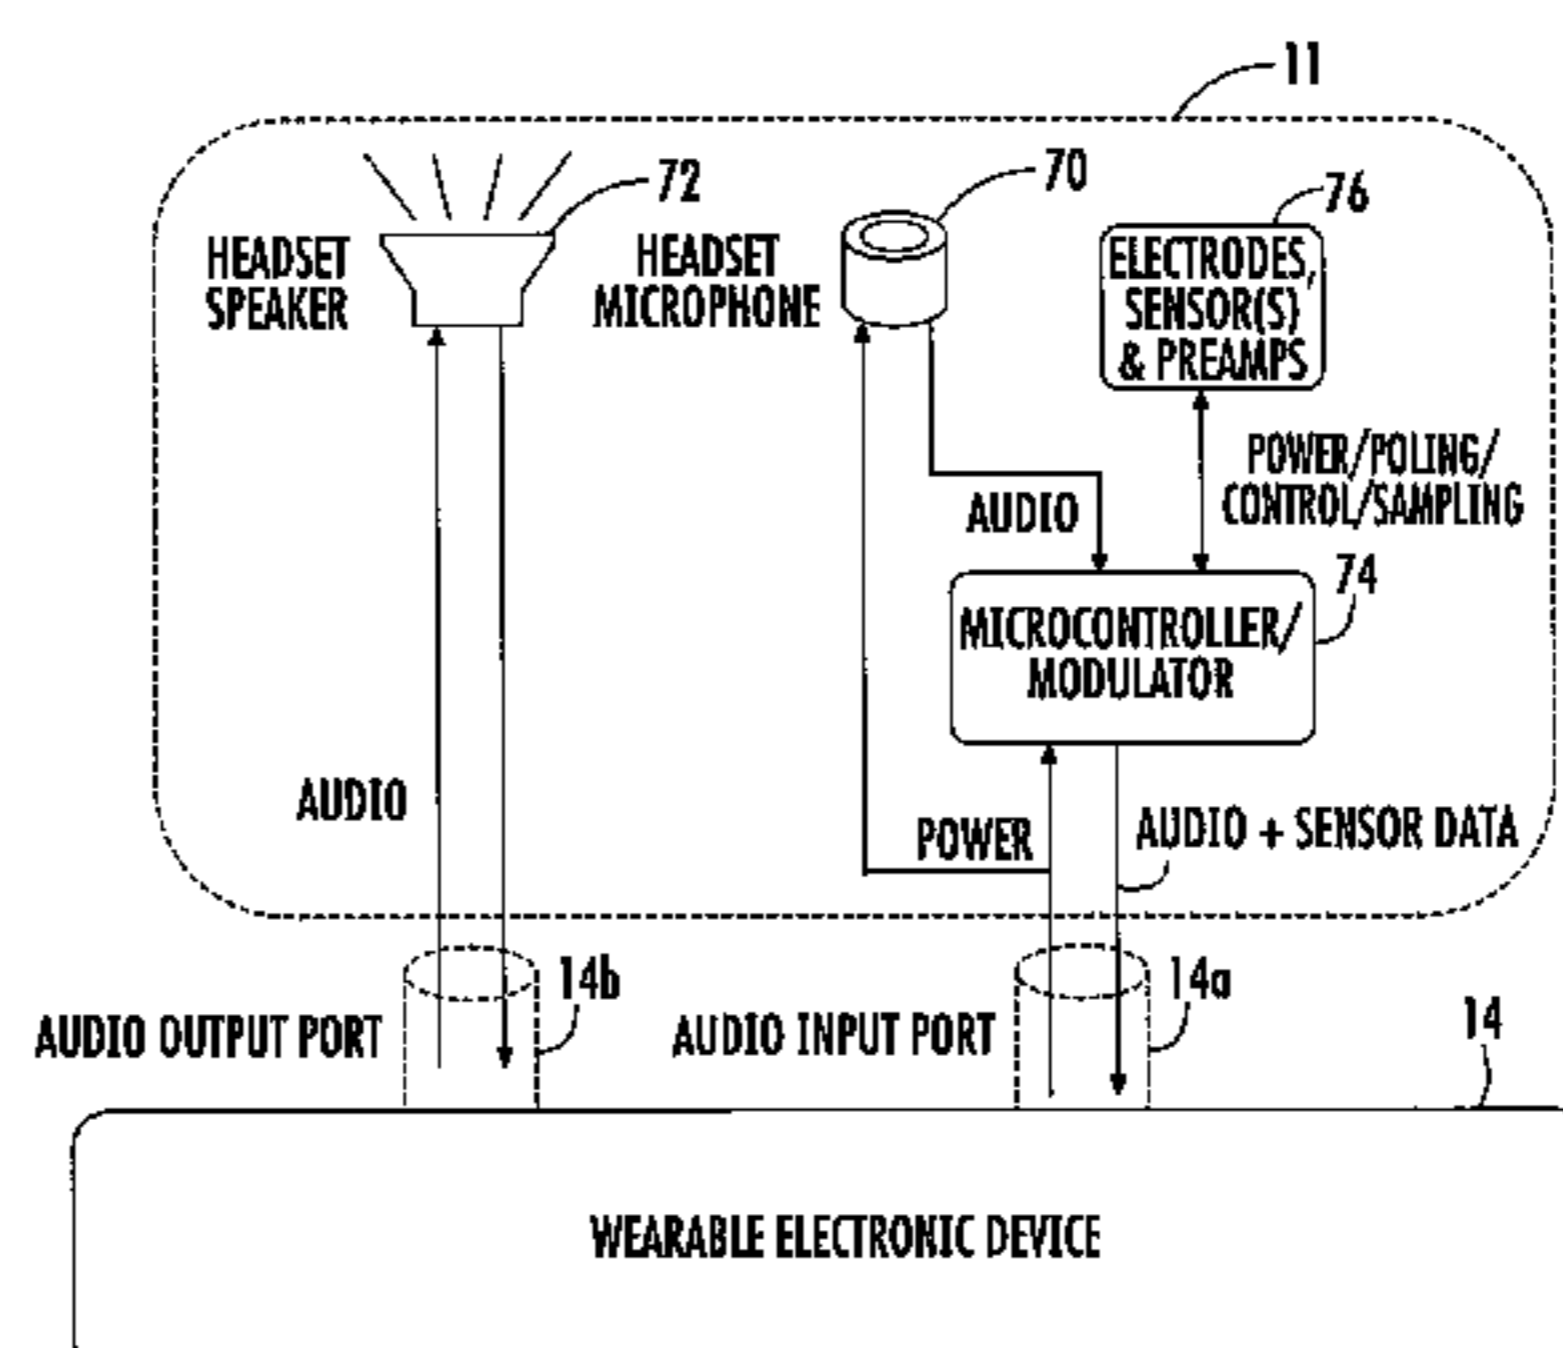 11
72
70
76
HEADSET
SPEAKER
HEADSET
MICROPHONE
ELECTRODES,
SENSOR(S)
& PREAMPS
POWER/POLING/
CONTROL/SAMPLING
AUDIO
74
MICROCONTROLLER/
MODULATOR
AUDIO
POWER
AUDIO + SENSOR DATA
14b
14a
AUDIO OUTPUT PORT
AUDIO INPUT PORT
14
WEARABLE ELECTRONIC DEVICE